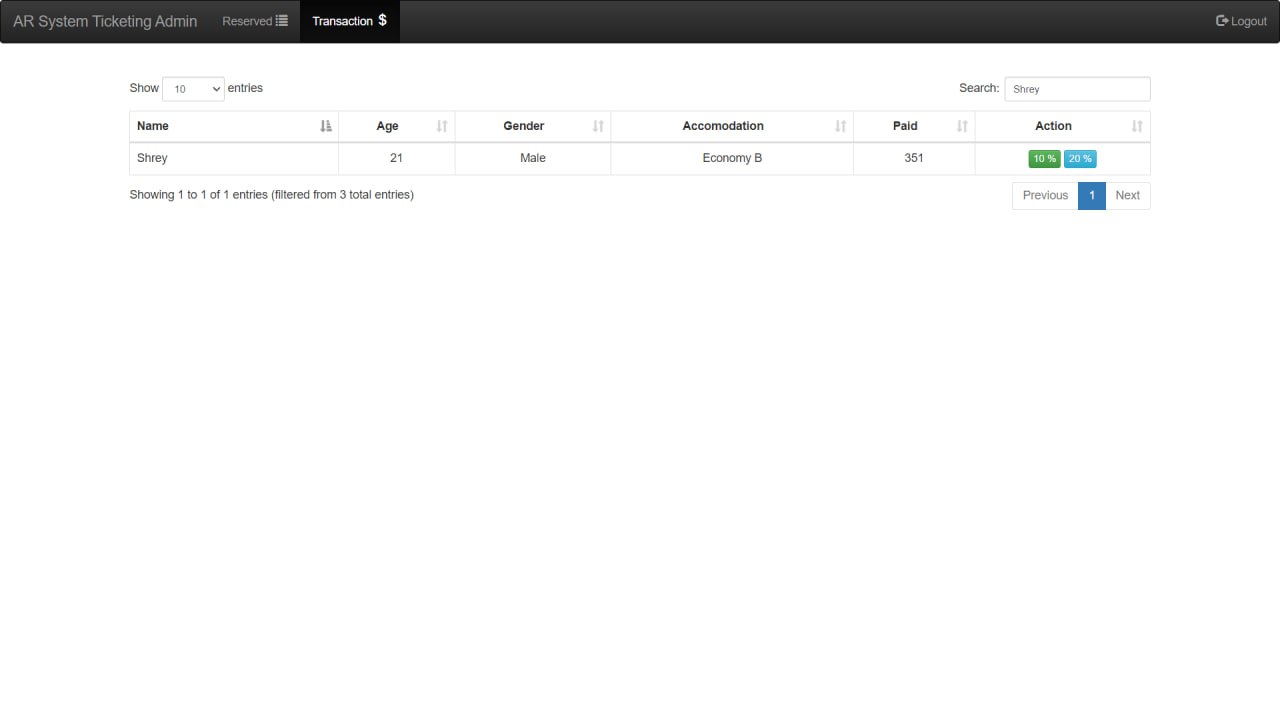 AR System Ticketing Admin Reserved Transaction $ Logout
Show 10 entries Search: Shrey
Name Age Gender Accomodation Paid Action
Shrey 21 Male Economy B 351 10 % 20 %
Showing 1 to 1 of 1 entries (filtered from 3 total entries) Previous 1 Next